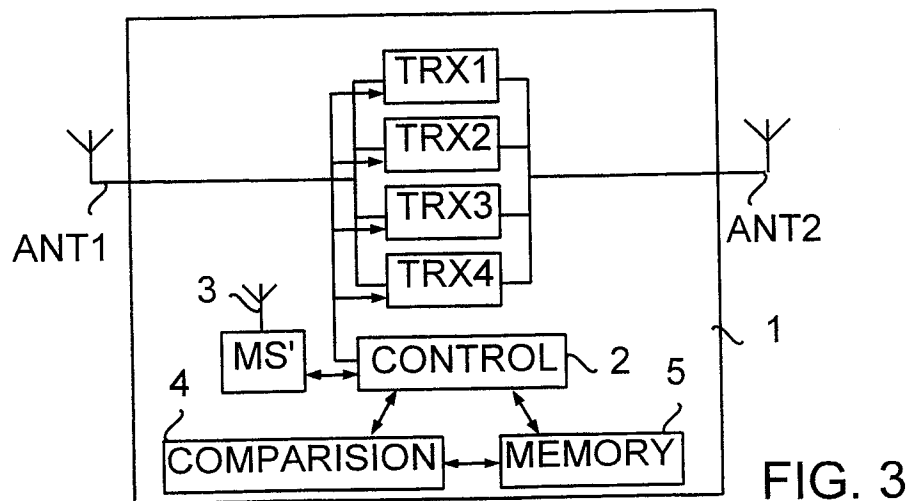 TRX1
TRX2
TRX3
TRX4
ANT1
ANT2
3
1
MS'
CONTROL
2
4
5
COMPARISION
MEMORY
FIG. 3